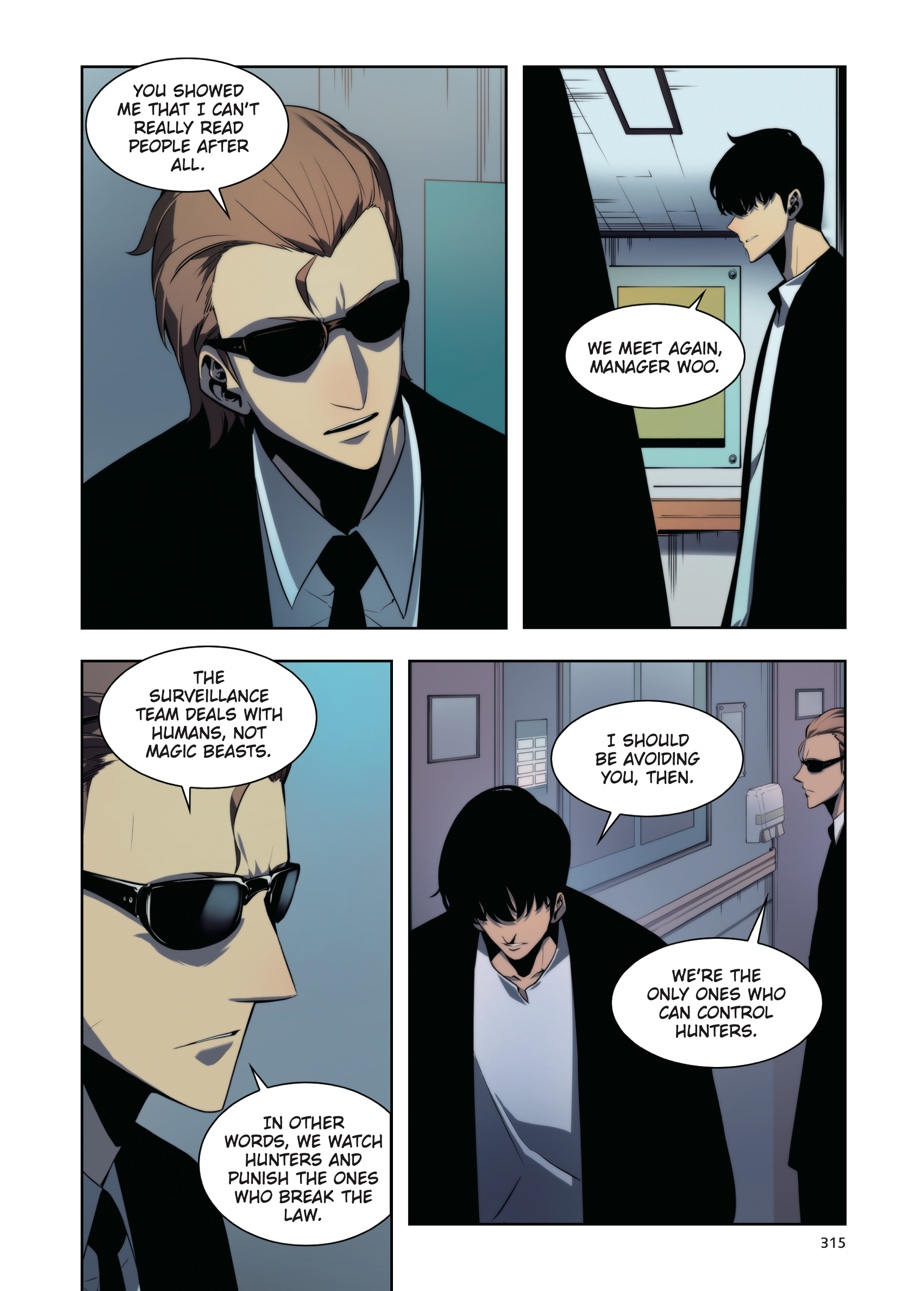 YOU SHOWED
ME THAT I CAN'T
REALLY READ
PEOPLE AFTER
ALL.
WE MEET AGAIN,
MANAGER WOO.
THE
SURVEILLANCE
TEAM DEALS WITH
HUMANS, NOT
MAGIC BEASTS.
IN OTHER
WORDS, WE WATCH
HUNTERS AND
PUNISH THE ONES
WHO BREAK THE
LAW.
I SHOULD
BE AVOIDING
YOU, THEN.
WE'RE THE
ONLY ONES WHO
CAN CONTROL
HUNTERS.
315